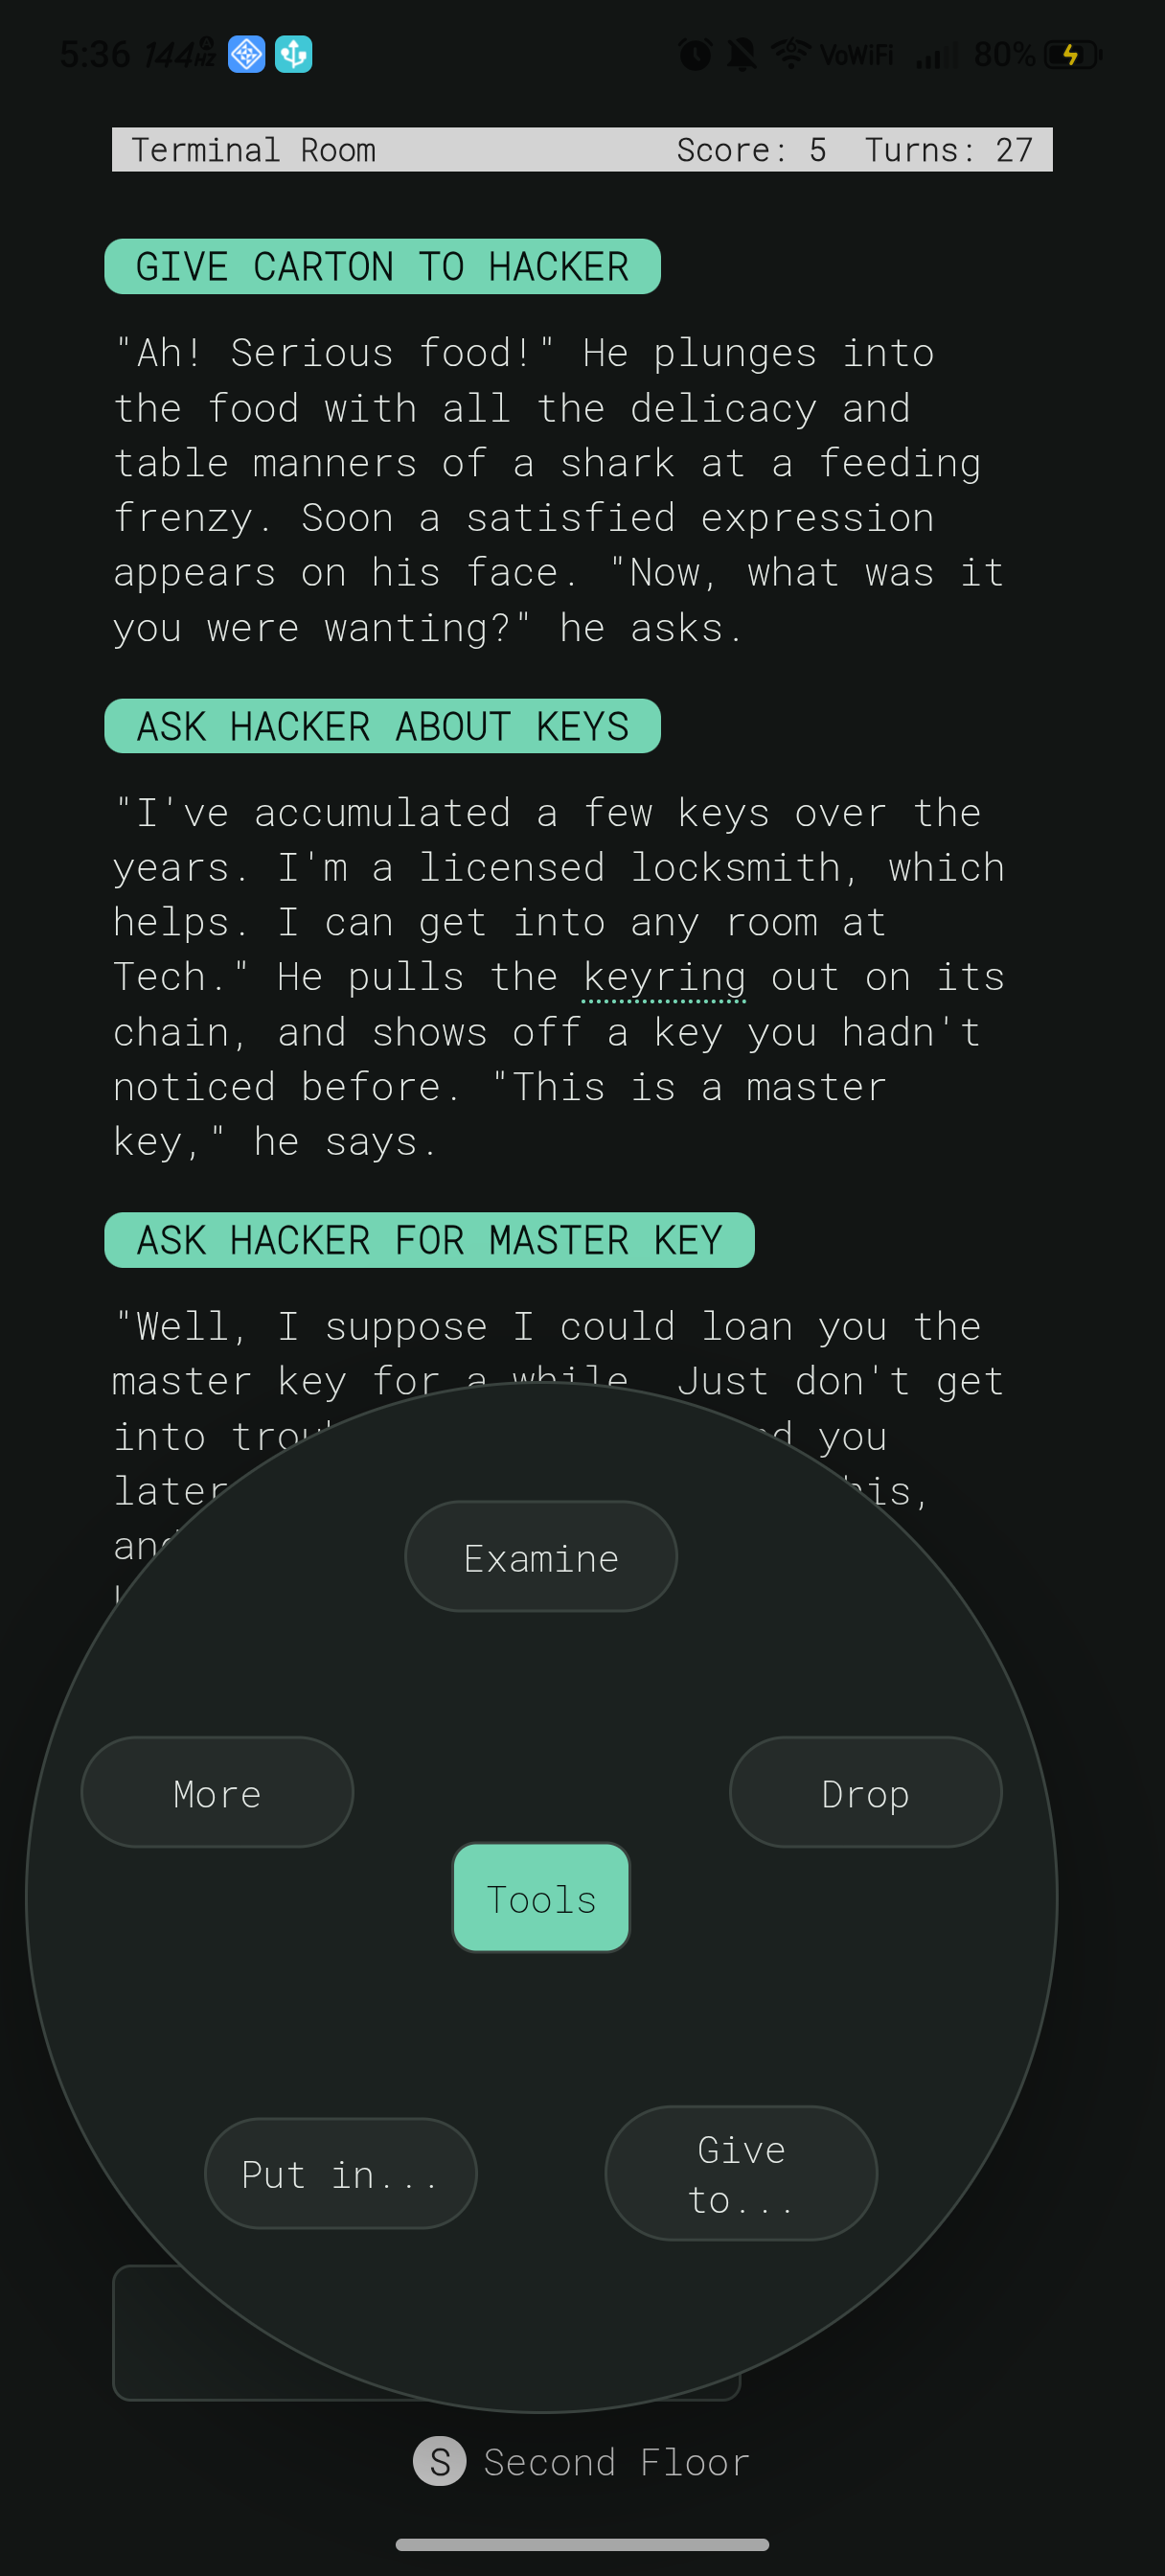 5:36 144HZ VoWiFi 80%
Terminal Room Score: 5 Turns: 27
GIVE CARTON TO HACKER
"Ah! Serious food!" He plunges into
the food with all the delicacy and
table manners of a shark at a feeding
frenzy. Soon a satisfied expression
appears on his face. "Now, what was it
you were wanting?" he asks.
ASK HACKER ABOUT KEYS
"I've accumulated a few keys over the
years. I'm a licensed locksmith, which
helps. I can get into any room at
Tech." He pulls the keyring out on its
chain, and shows off a key you hadn't
noticed before. "This is a master
key," he says.
ASK HACKER FOR MASTER KEY
"Well, I suppose I could loan you the
master key for a while. Just don't get
into you
later
Examine
More
Drop
Tools
Put in...
Give
to...
S Second Floor